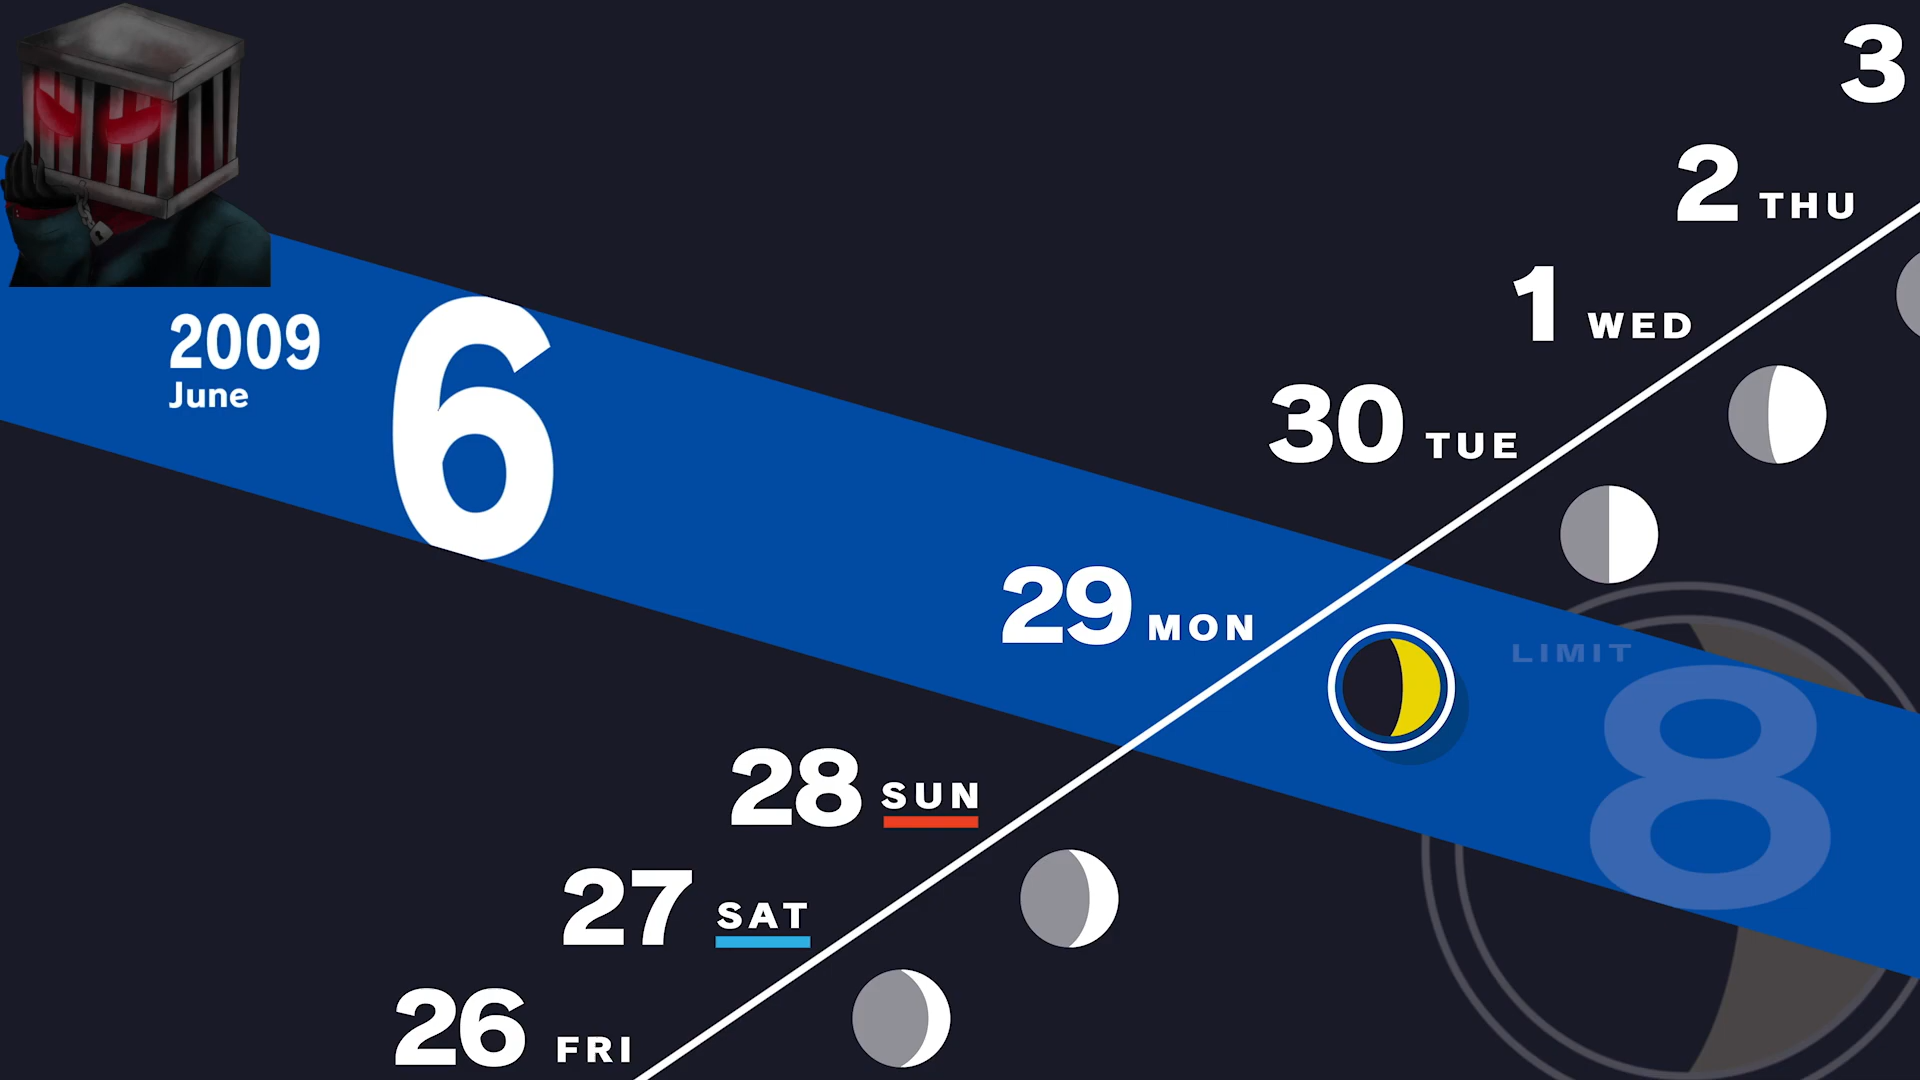 3
2 THU
1 WED
2009
June
6
30 TUE
29 MON
LIMIT
8
28 SUN
27 SAT
26 FRI